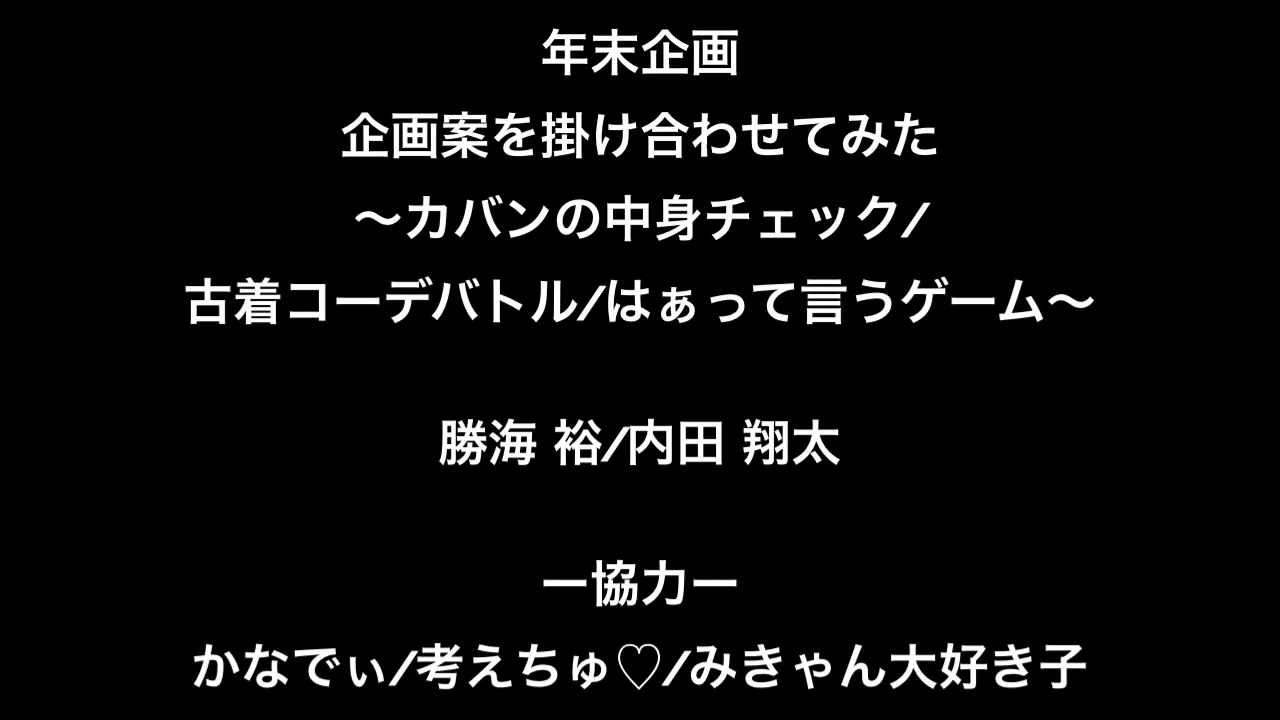 年末企画
企画案を掛け合わせてみた
〜カバンの中身チェック/
古着コーデバトル/はぁって言うゲーム〜
勝海 裕/内田 翔太
ー協力ー
かなでぃ/考えちゅ♡/みきゃん大好き子